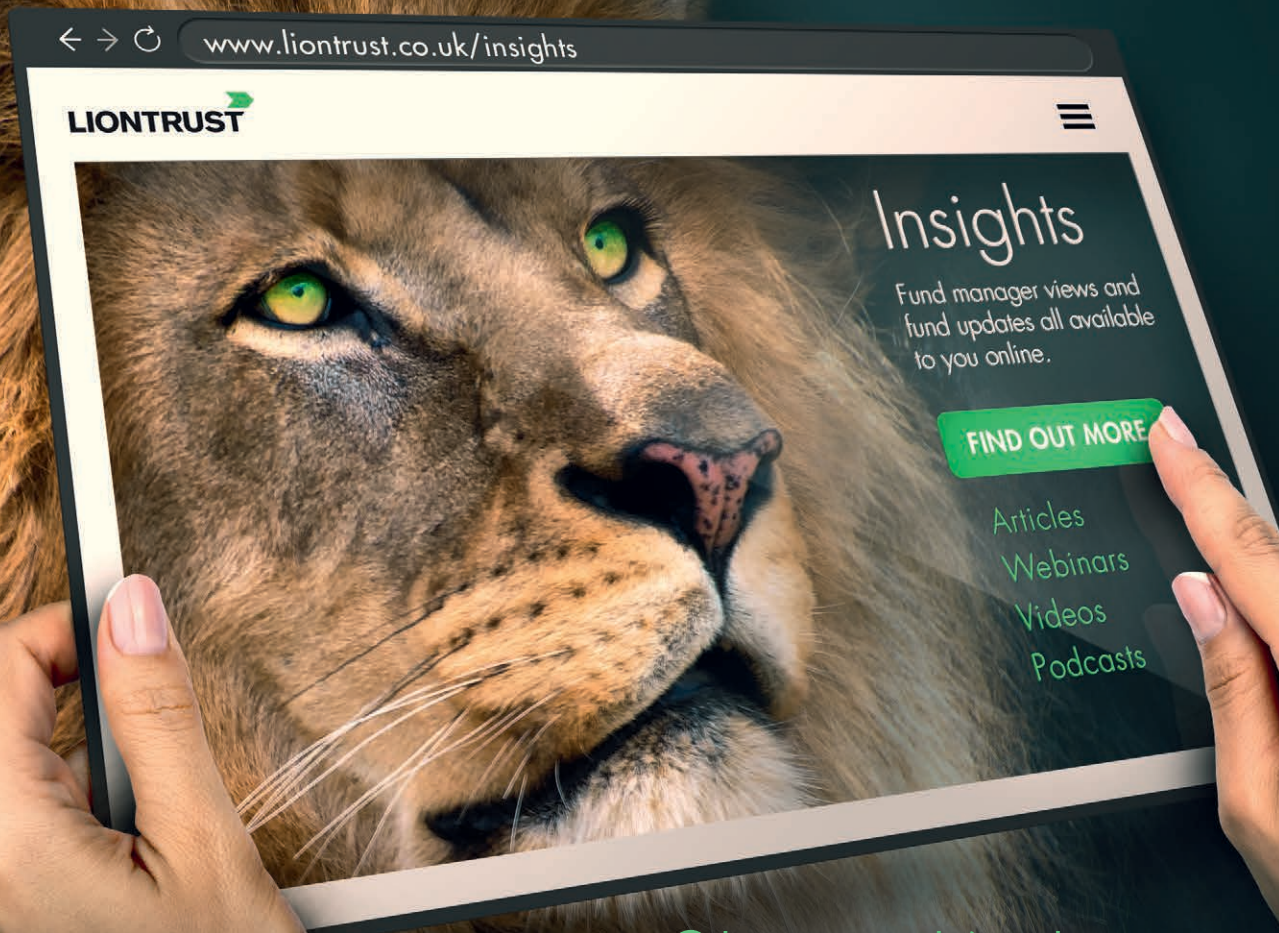 www.liontrust.co.uk/insights
LIONTRUST
Insights
Fund manager views and
fund updates all available
to you online.
FIND OUT MORE
Articles
Webinars
Videos
Podcasts